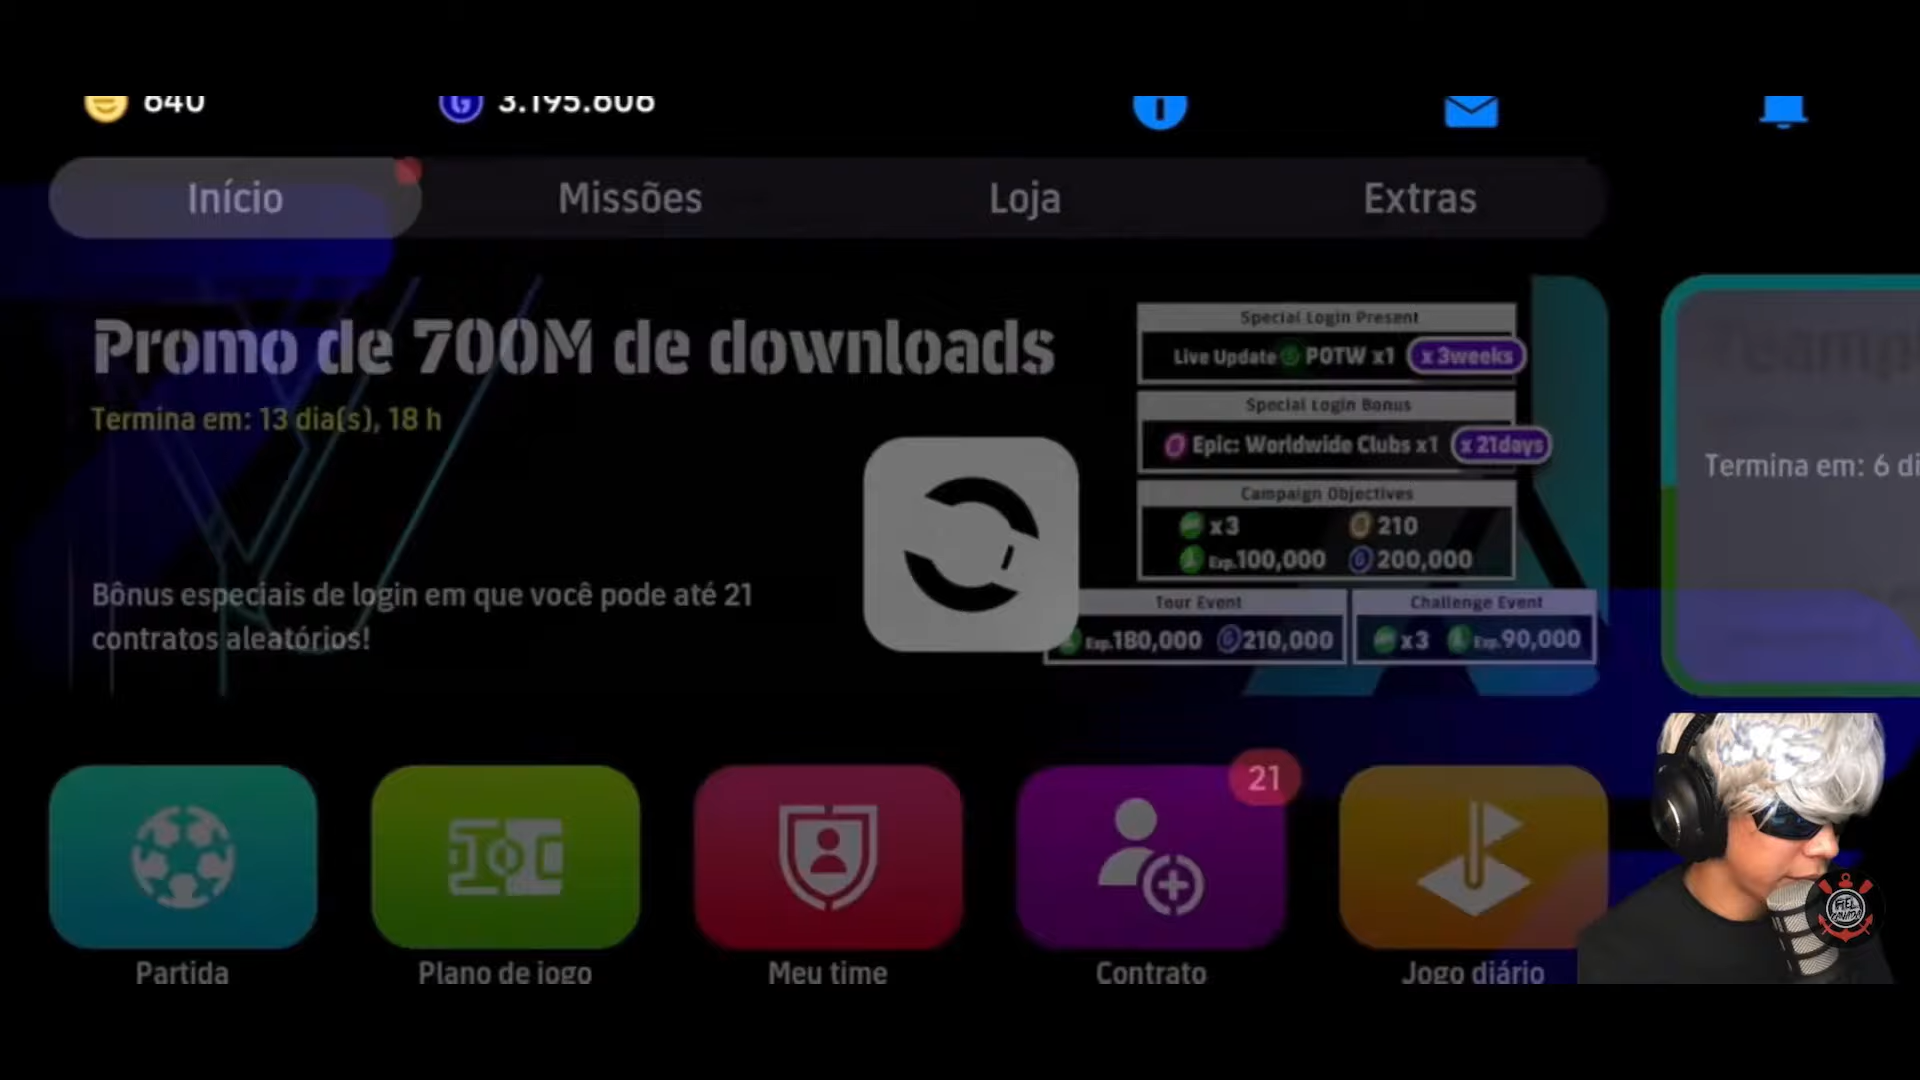 640
3.195.606
Início
Missões
Loja
Extras
Promo de 700M de downloads
Termina em: 13 dia(s), 18 h
Bônus especiais de login em que você pode até 21
contratos aleatórios!
Special Login Present
Live Update POTW x1 x 3weeks
Special Login Bonus
Epic: Worldwide Clubs x1 x 21days
Campaign Objectives
x3 210
Exp.100,000 200,000
Tour Event
Exp.180,000 210,000
Challenge Event
x3 Exp.90,000
Termina em: 6 di
21
Partida
Plano de jogo
Meu time
Contrato
Jogo diário
FIEL